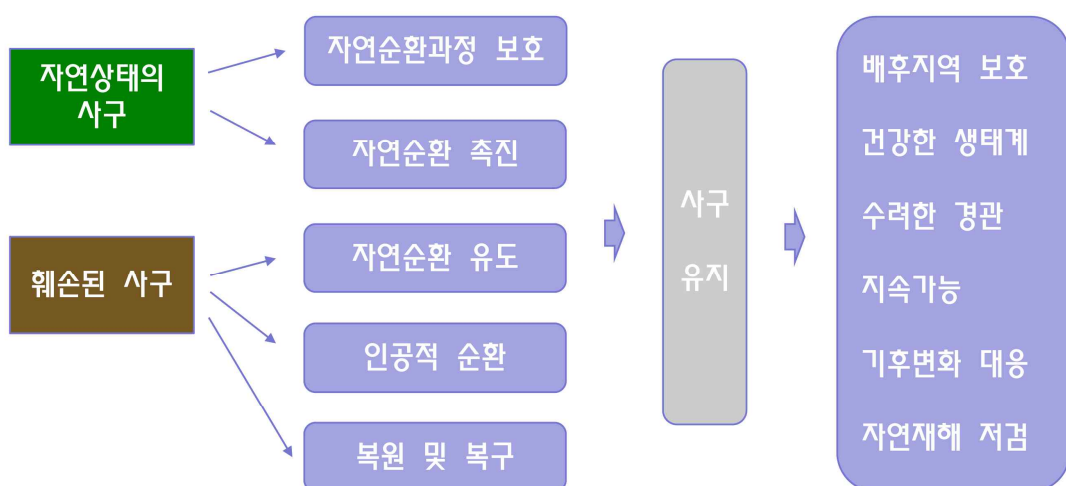 자연상태의
사구
훼손된 사구
자연순환과정 보호
자연순환 촉진
자연순환 유도
인공적 순환
복원 및 복구
사구
유지
배후지역 보호
건강한 생태계
수려한 경관
지속가능
기후변화 대응
자연재해 저검